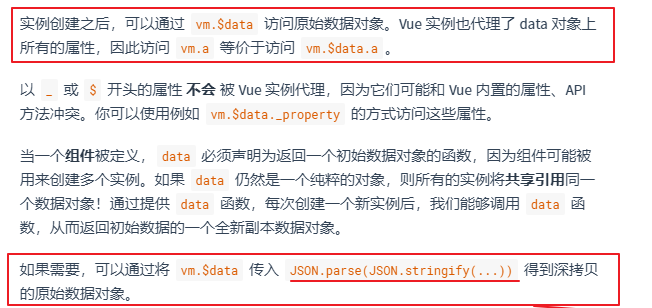 实例创建之后，可以通过 vm.$data 访问原始数据对象。Vue 实例也代理了 data 对象上
所有的属性，因此访问 vm.a 等价于访问 vm.$data.a 。
以 _ 或 $ 开头的属性 不会 被 Vue 实例代理，因为它们可能和 Vue 内置的属性、API
方法冲突。你可以使用例如 vm.$data._property 的方式访问这些属性。
当一个组件被定义， data 必须声明为返回一个初始数据对象的函数，因为组件可能被
用来创建多个实例。如果 data 仍然是一个纯粹的对象，则所有的实例将共享引用同一
个数据对象！通过提供 data 函数，每次创建一个新实例后，我们能够调用 data 函
数，从而返回初始数据的一个全新副本数据对象。
如果需要，可以通过将 vm.$data 传入 JSON.parse(JSON.stringify(...)) 得到深拷贝
的原始数据对象。